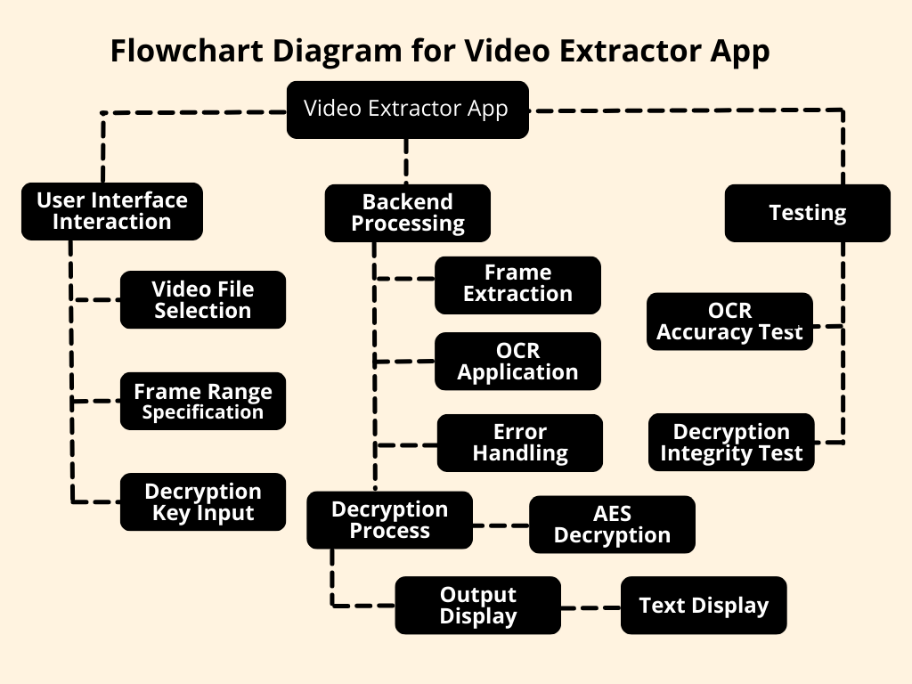 Flowchart Diagram for Video Extractor App
Video Extractor App
User Interface
Interaction
Video File
Selection
Frame Range
Specification
Decryption
Key Input
Backend
Processing
Frame
Extraction
OCR
Application
Error
Handling
Decryption
Process
AES
Decryption
Output
Display
Text Display
Testing
OCR
Accuracy Test
Decryption
Integrity Test